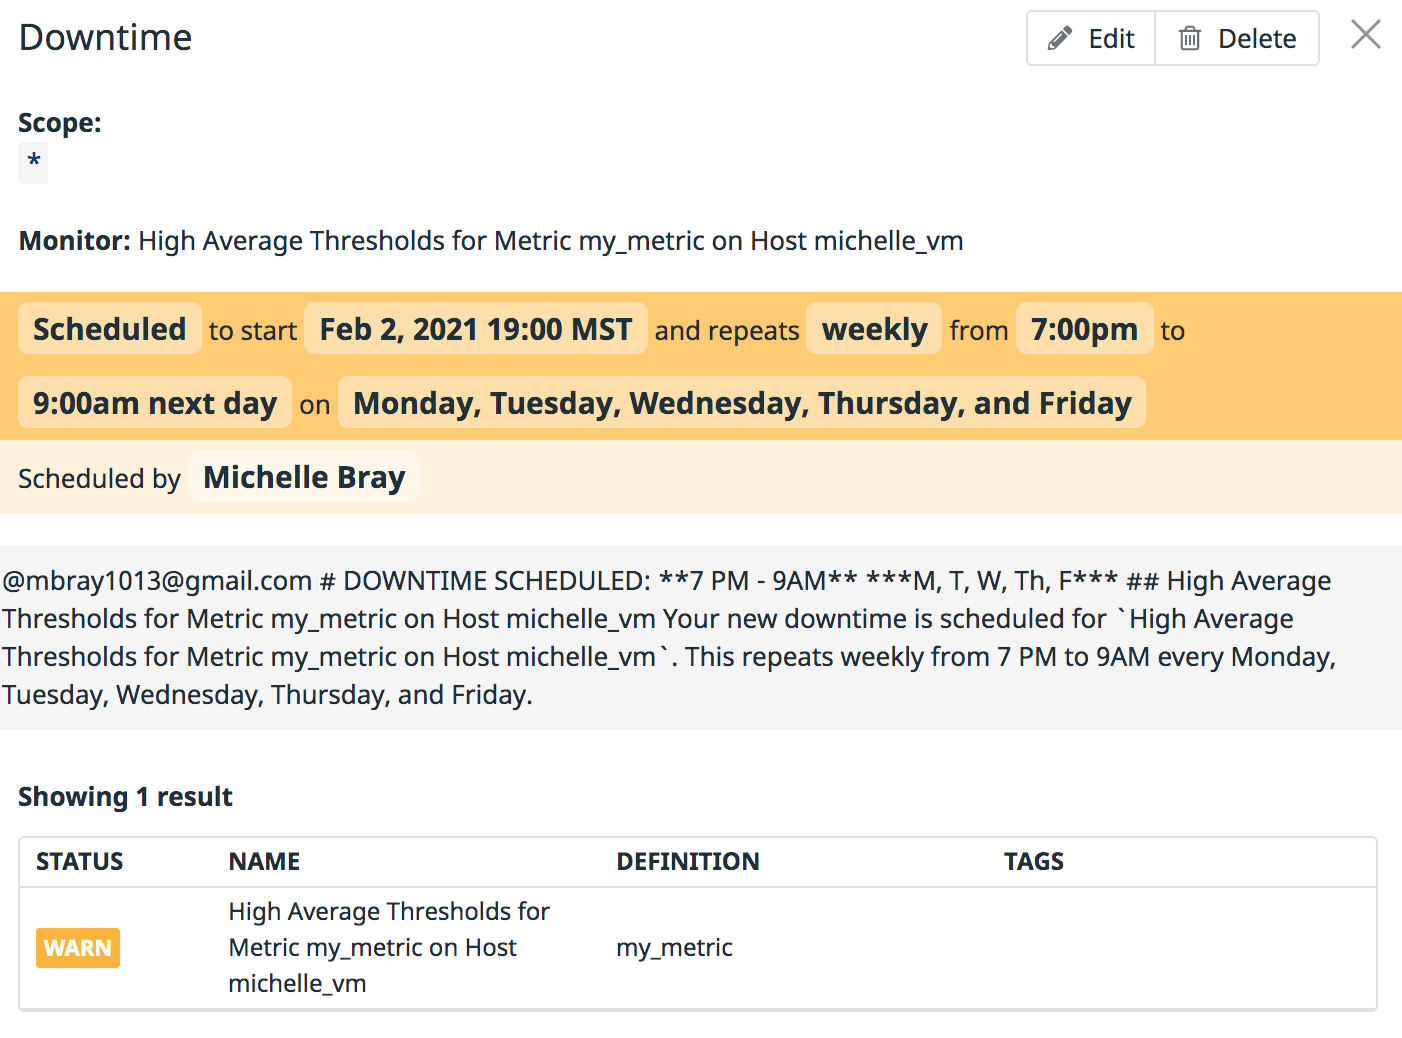 Downtime
Edit
Delete
Scope:
*
Monitor: High Average Thresholds for Metric my_metric on Host michelle_vm
Scheduled to start Feb 2, 2021 19:00 MST and repeats weekly from 7:00pm to
9:00am next day on Monday, Tuesday, Wednesday, Thursday, and Friday
Scheduled by Michelle Bray
@mbray1013@gmail.com # DOWNTIME SCHEDULED: **7 PM - 9AM** ***M, T, W, Th, F*** ## High Average
Thresholds for Metric my_metric on Host michelle_vm Your new downtime is scheduled for `High Average
Thresholds for Metric my_metric on Host michelle_vm`. This repeats weekly from 7 PM to 9AM every Monday,
Tuesday, Wednesday, Thursday, and Friday.
Showing 1 result
STATUS NAME DEFINITION TAGS
High Average Thresholds for
WARN Metric my_metric on Host my_metric
michelle_vm